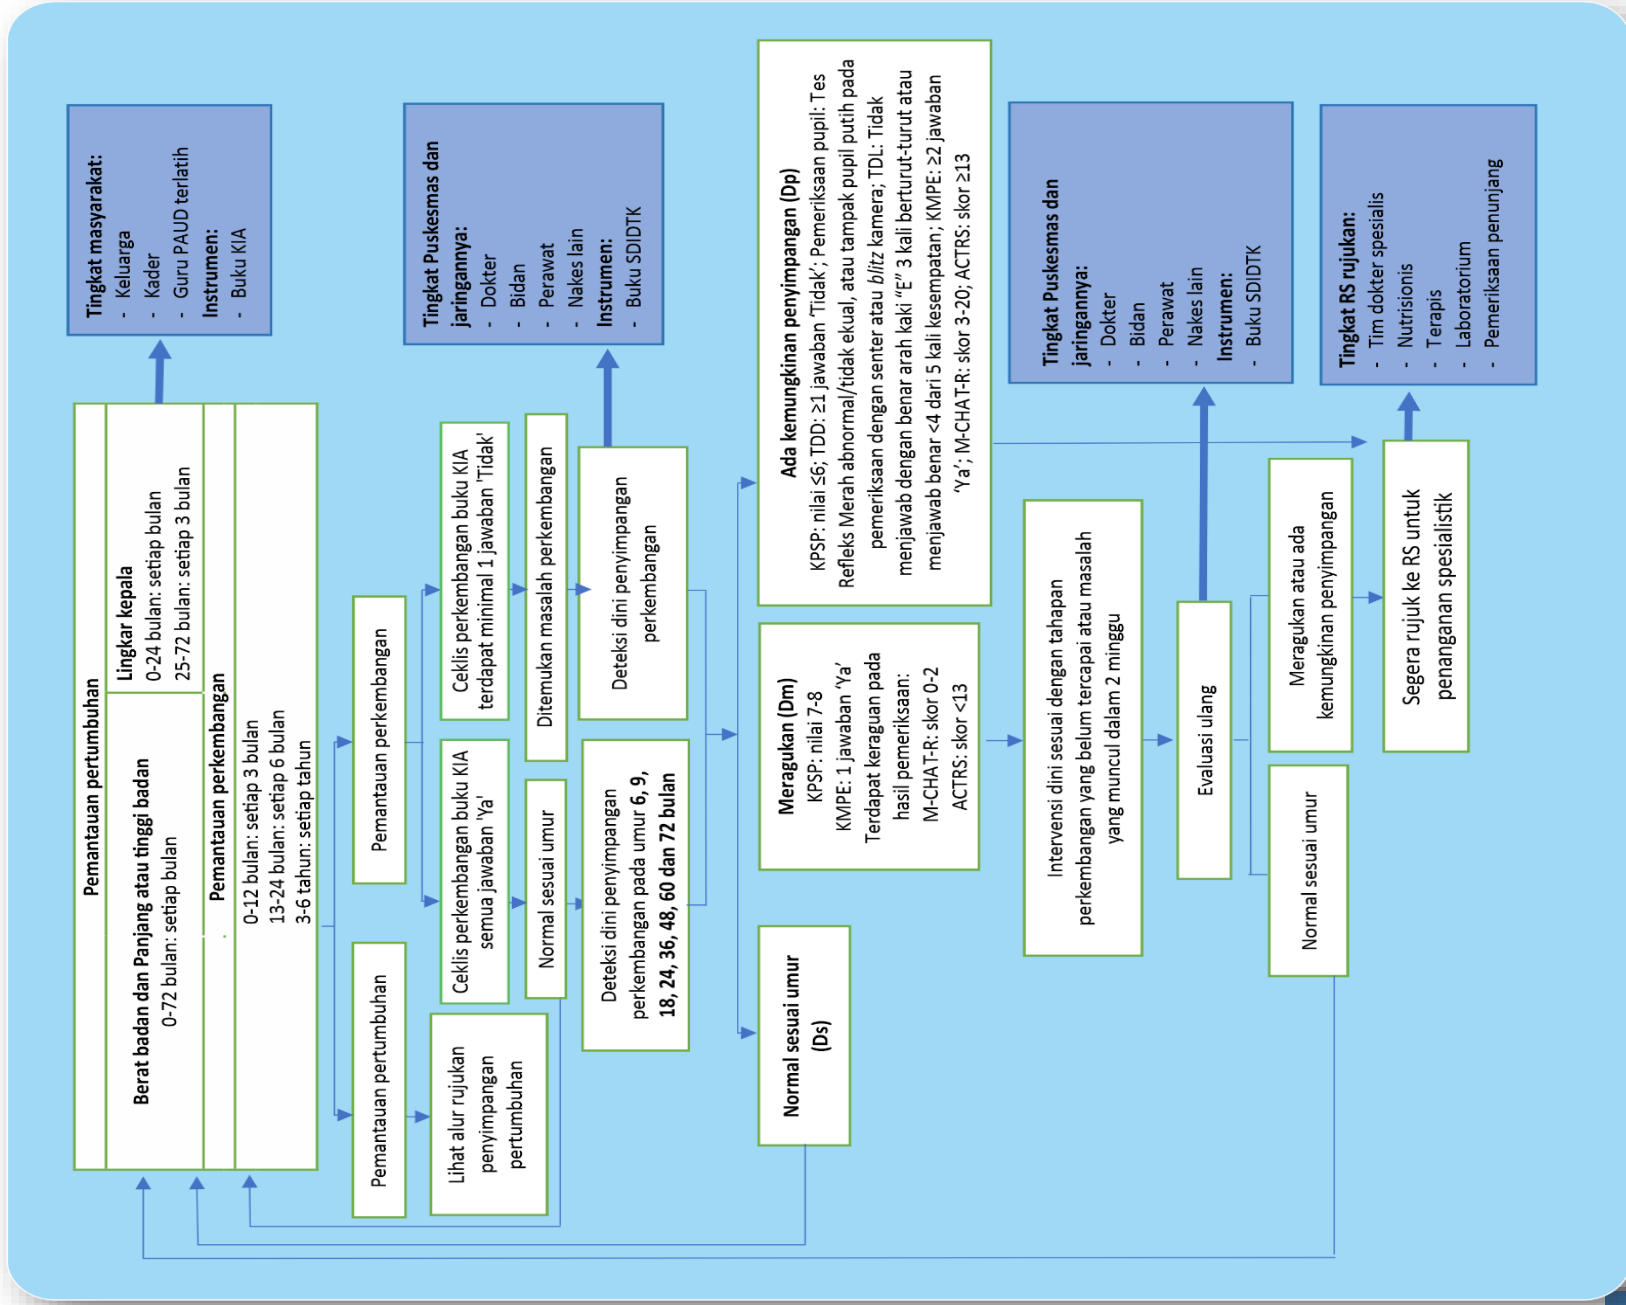 Pemantauan pertumbuhan
Berat badan dan Panjang atau tinggi badan
0-72 bulan: setiap bulan
Lingkar kepala
0-24 bulan: setiap bulan
25-72 bulan: setiap 3 bulan
Pemantauan perkembangan
0-12 bulan: setiap 3 bulan
13-24 bulan: setiap 6 bulan
3-6 tahun: setiap tahun
Tingkat masyarakat:
- Keluarga
- Kader
- Guru PAUD terlatih
Instrumen:
- Buku KIA
Pemantauan pertumbuhan
Pemantauan perkembangan
Lihat alur rujukan
penyimpangan
pertumbuhan
Ceklis perkembangan buku KIA
semua jawaban 'Ya'
Ceklis perkembangan buku KIA
terdapat minimal 1 jawaban 'Tidak'
Normal sesuai umur
Ditemukan masalah perkembangan
Deteksi dini penyimpangan
perkembangan pada umur 6, 9,
18, 24, 36, 48, 60 dan 72 bulan
Deteksi dini penyimpangan
perkembangan
Tingkat Puskesmas dan
jaringannya:
- Dokter
- Bidan
- Perawat
- Nakes lain
Instrumen:
- Buku SDIDTK
Normal sesuai umur
(Ds)
Meragukan (Dm)
KPSP: nilai 7-8
KMPE: 1 jawaban ‘Ya’
Terdapat keraguan pada
hasil pemeriksaan:
M-CHAT-R: skor 0-2
ACTRS: skor <13
Ada kemungkinan penyimpangan (Dp)
KPSP: nilai ≤6; TDD: ≥1 jawaban ‘Tidak’; Pemeriksaan pupil: Tes
Refleks Merah abnormal/tidak ekual, atau tampak pupil putih pada
pemeriksaan dengan senter atau blitz kamera; TDL: Tidak
menjawab dengan benar arah kaki “E” 3 kali berturut-turut atau
menjawab benar <4 dari 5 kali kesempatan; KMPE: ≥2 jawaban
‘Ya’; M-CHAT-R: skor 3-20; ACTRS: skor ≥13
Intervensi dini sesuai dengan tahapan
perkembangan yang belum tercapai atau masalah
yang muncul dalam 2 minggu
Evaluasi ulang
Tingkat Puskesmas dan
jaringannya:
- Dokter
- Bidan
- Perawat
- Nakes lain
Instrumen:
- Buku SDIDTK
Normal sesuai umur
Meragukan atau ada
kemungkinan penyimpangan
Segera rujuk ke RS untuk
penanganan spesialistik
Tingkat RS rujukan:
- Tim dokter spesialis
- Nutrisionis
- Terapis
- Laboratorium
- Pemeriksaan penunjang